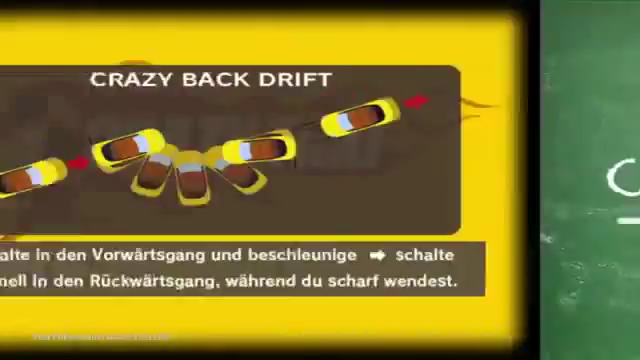 CRAZY BACK DRIFT
alte in den Vorwärtsgang und beschleunige ➡ schalte
nell in den Rückwärtsgang, während du scharf wendest.